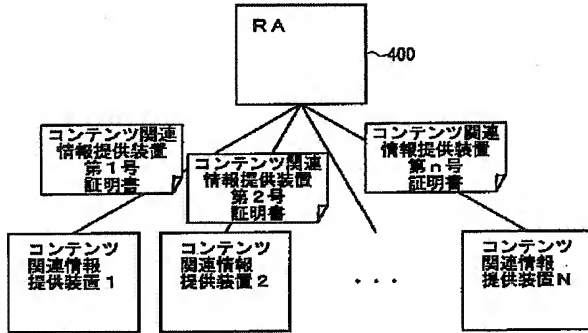 RA
400
コンテンツ関連
情報提供装置
第1号
証明書
コンテンツ関連
情報提供装置
第2号
証明書
コンテンツ関連
情報提供装置
第n号
証明書
コンテンツ
関連情報
提供装置1
コンテンツ
関連情報
提供装置2
...
コンテンツ
関連情報
提供装置N